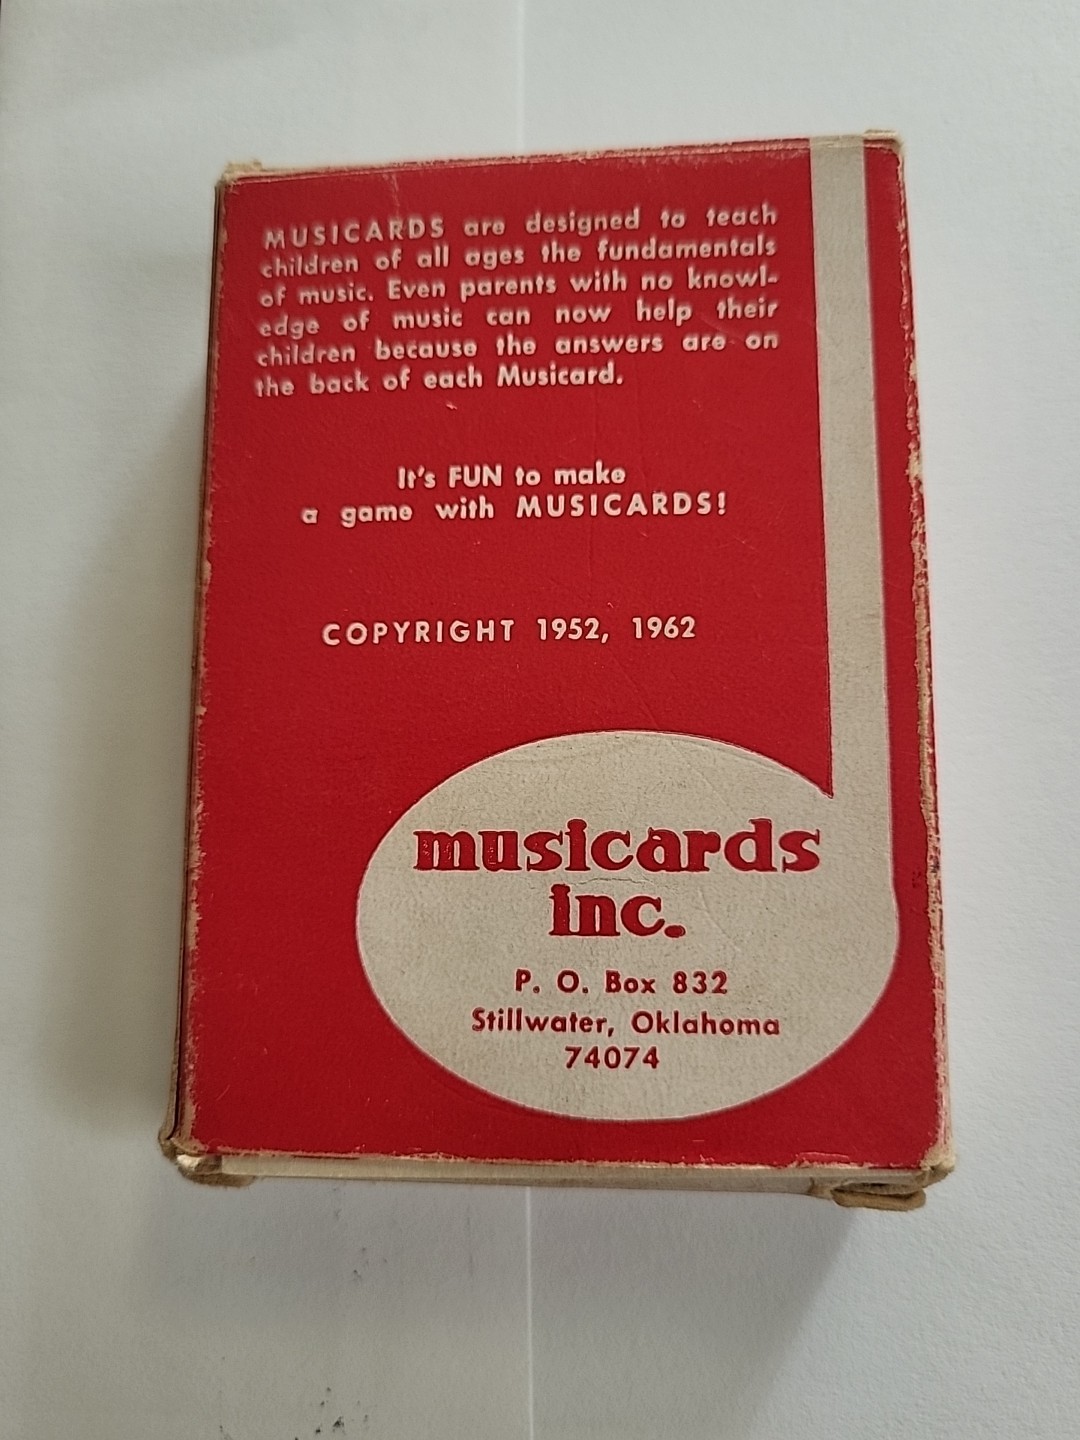 MUSICARDS are designed to teach
children of all ages the fundamentals
of music. Even parents with no knowl-
edge of music can now help their
children because the answers are on
the back of each Musicard.
It's FUN to make
a game with MUSICARDS!
COPYRIGHT 1952, 1962
musicards
inc.
P. O. Box 832
Stillwater, Oklahoma
74074